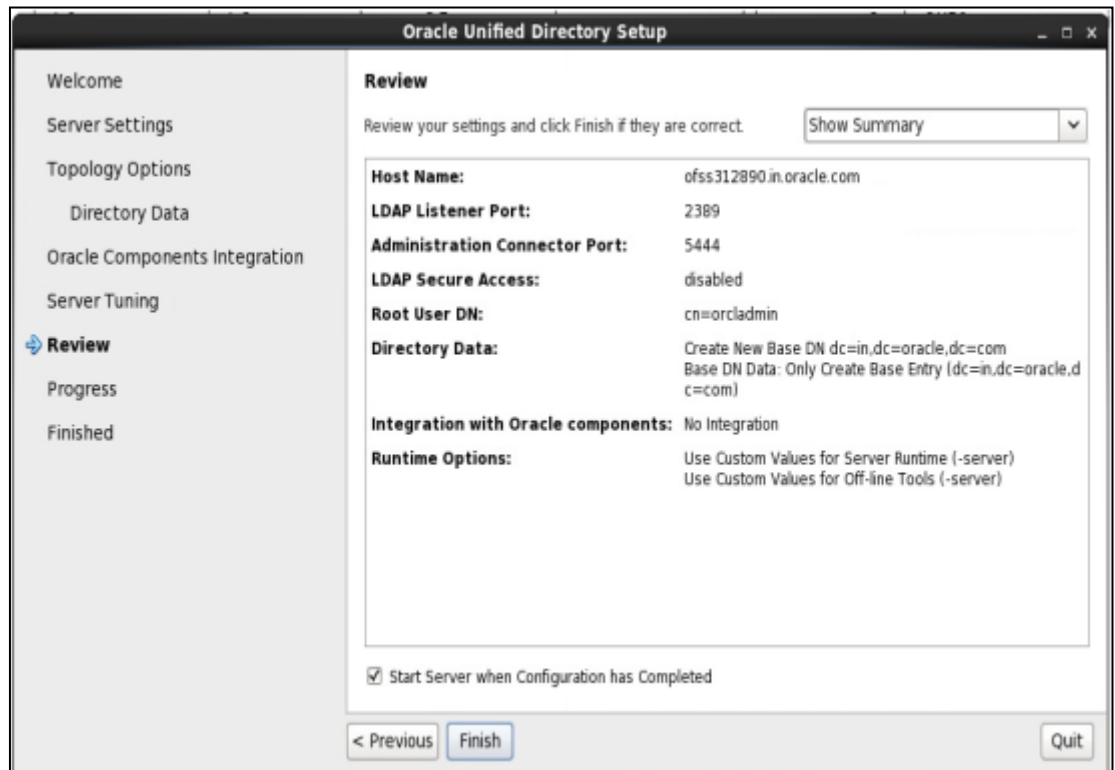 Oracle Unified Directory Setup
Welcome
Server Settings
Topology Options
Directory Data
Oracle Components Integration
Server Tuning
Review
Progress
Finished
Review
Review your settings and click Finish if they are correct.
Show Summary
Host Name: ofss312890.in.oracle.com
LDAP Listener Port: 2389
Administration Connector Port: 5444
LDAP Secure Access: disabled
Root User DN: cn=orcladmin
Directory Data: Create New Base DN dc=in,dc=oracle,dc=com
Base DN Data: Only Create Base Entry (dc=in,dc=oracle,d
c=com)
Integration with Oracle components: No Integration
Runtime Options: Use Custom Values for Server Runtime (-server)
Use Custom Values for Off-line Tools (-server)
Start Server when Configuration has Completed
< Previous
Finish
Quit